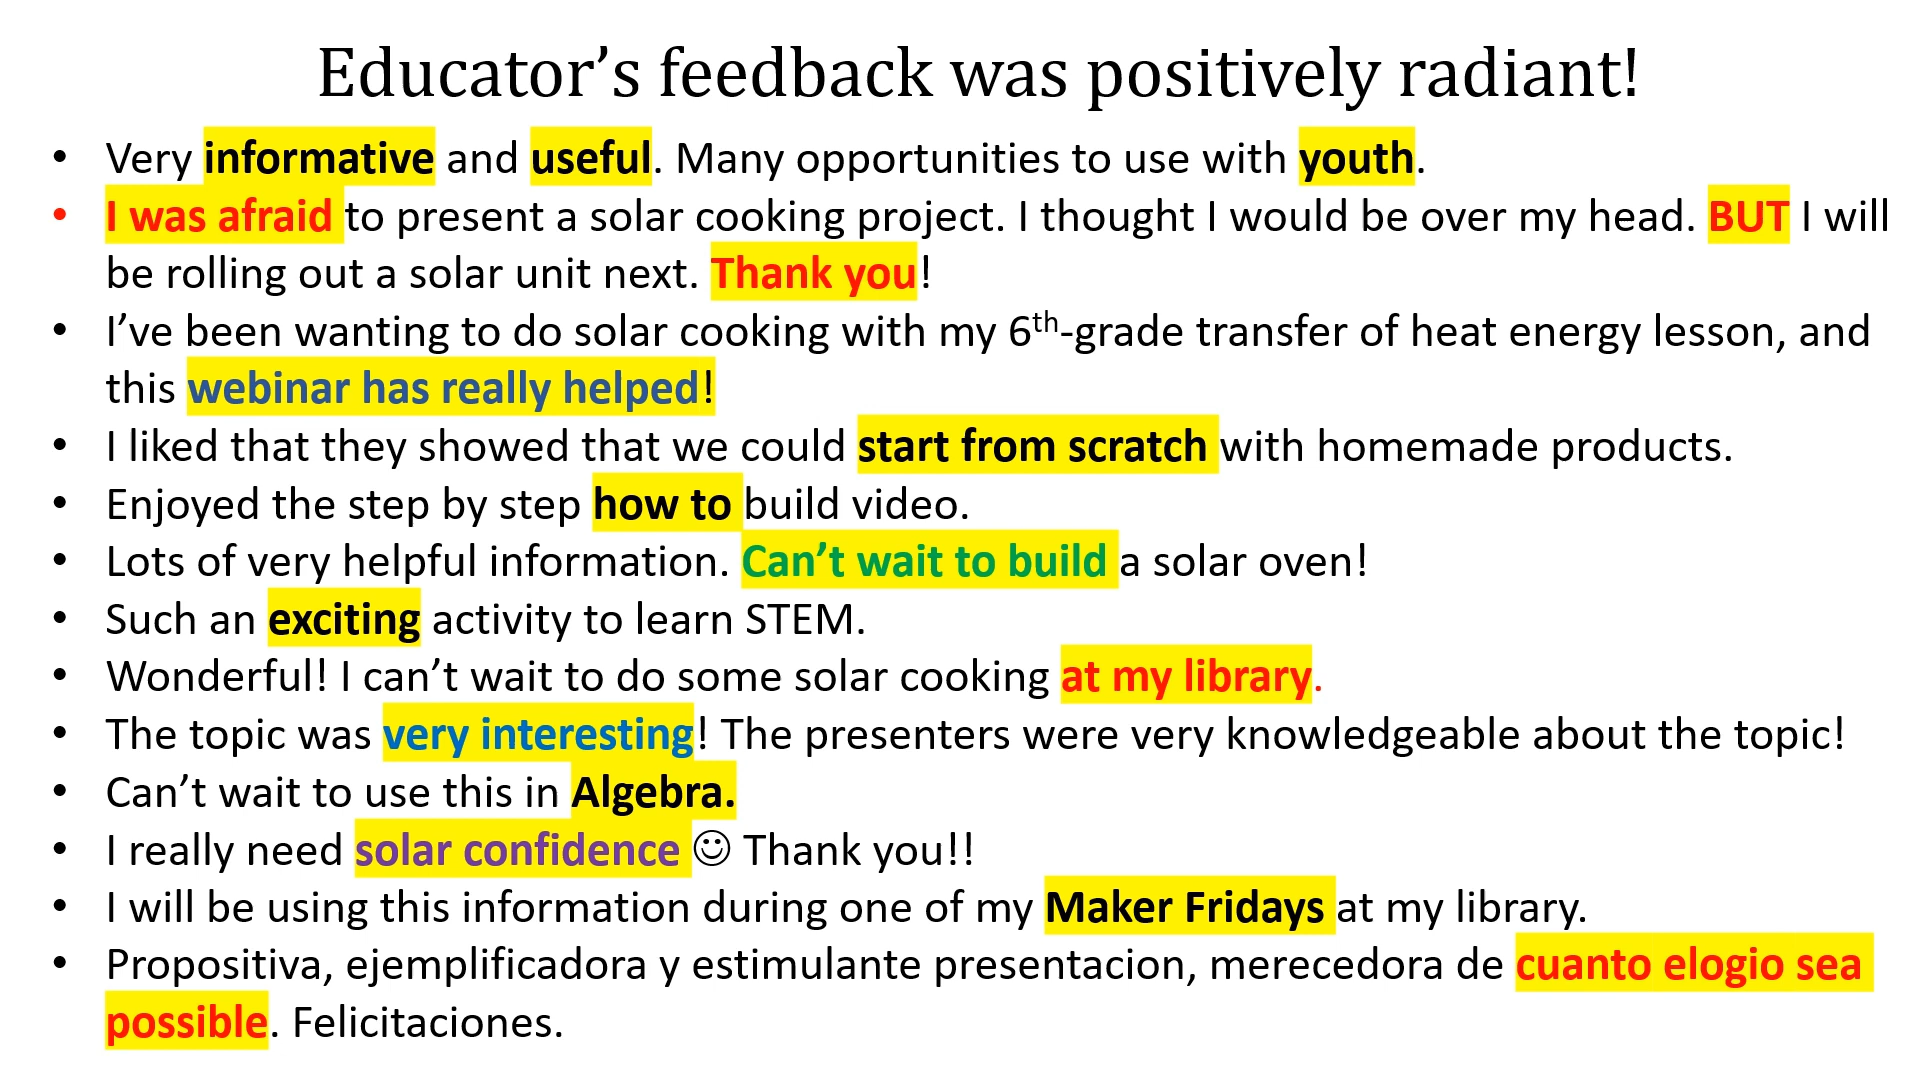 Educator’s feedback was positively radiant!
• Very informative and useful. Many opportunities to use with youth.
• I was afraid to present a solar cooking project. I thought I would be over my head. BUT I will
be rolling out a solar unit next. Thank you!
• I’ve been wanting to do solar cooking with my 6th-grade transfer of heat energy lesson, and
this webinar has really helped!
• I liked that they showed that we could start from scratch with homemade products.
• Enjoyed the step by step how to build video.
• Lots of very helpful information. Can’t wait to build a solar oven!
• Such an exciting activity to learn STEM.
• Wonderful! I can’t wait to do some solar cooking at my library.
• The topic was very interesting! The presenters were very knowledgeable about the topic!
• Can’t wait to use this in Algebra.
• I really need solar confidence ☺ Thank you!!
• I will be using this information during one of my Maker Fridays at my library.
• Propositiva, ejemplificadora y estimulante presentacion, merecedora de cuanto elogio sea
possible. Felicitaciones.